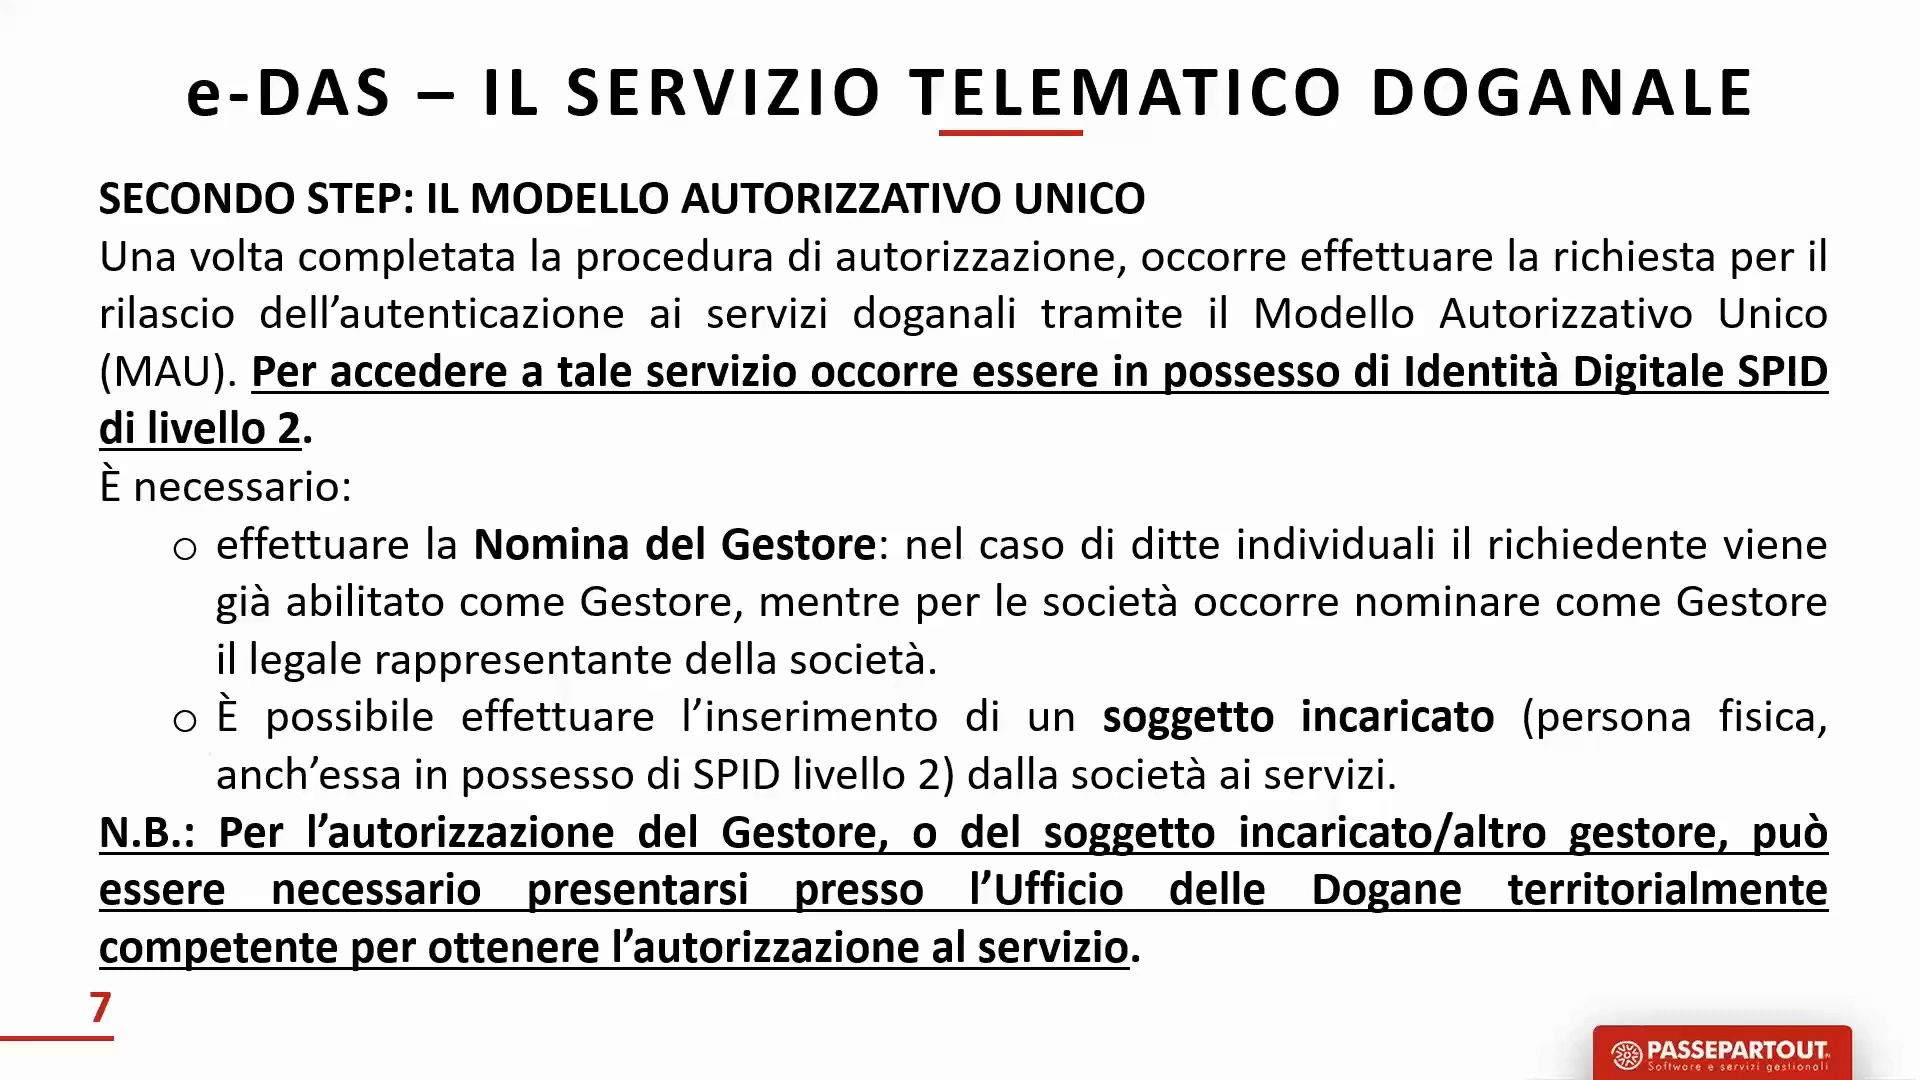 e-DAS – IL SERVIZIO TELEMATICO DOGANALE
SECONDO STEP: IL MODELLO AUTORIZZATIVO UNICO
Una volta completata la procedura di autorizzazione, occorre effettuare la richiesta per il
rilascio dell’autenticazione ai servizi doganali tramite il Modello Autorizzativo Unico
(MAU). Per accedere a tale servizio occorre essere in possesso di Identità Digitale SPID
di livello 2.
È necessario:
o effettuare la Nomina del Gestore: nel caso di ditte individuali il richiedente viene
già abilitato come Gestore, mentre per le società occorre nominare come Gestore
il legale rappresentante della società.
o È possibile effettuare l’inserimento di un soggetto incaricato (persona fisica,
anch’essa in possesso di SPID livello 2) dalla società ai servizi.
N.B.: Per l’autorizzazione del Gestore, o del soggetto incaricato/altro gestore, può
essere necessario presentarsi presso l’Ufficio delle Dogane territorialmente
competente per ottenere l’autorizzazione al servizio.
7
PASSEPARTOUT
Software e servizi gestionali